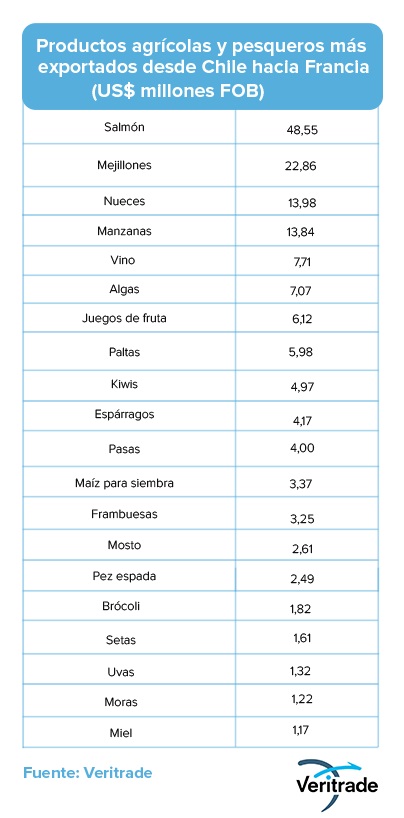 Productos agrícolas y pesqueros más
exportados desde Chile hacia Francia
(US$ millones FOB)
Salmón 48,55
Mejillones 22,86
Nueces 13,98
Manzanas 13,84
Vino 7,71
Algas 7,07
Juegos de fruta 6,12
Paltas 5,98
Kiwis 4,97
Espárragos 4,17
Pasas 4,00
Maíz para siembra 3,37
Frambuesas 3,25
Mosto 2,61
Pez espada 2,49
Brócoli 1,82
Setas 1,61
Uvas 1,32
Moras 1,22
Miel 1,17
Fuente: Veritrade
Veritrade